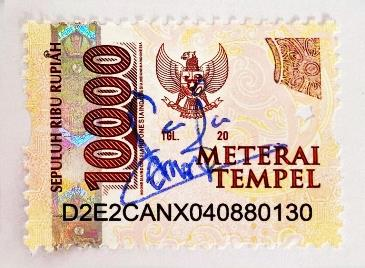 SEPULUH RIBU RUPIAH
10000
TGL. 20
METERAI
TEMPEL
D2E2CANX040880130